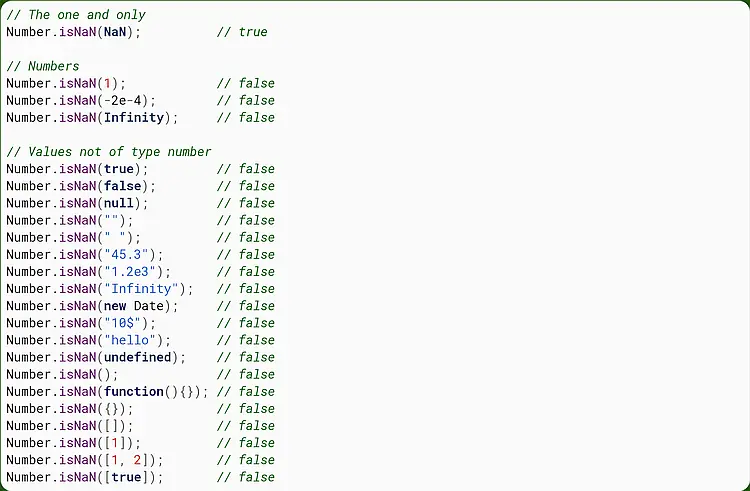 // The one and only
Number.isNaN(NaN);          // true
// Numbers
Number.isNaN(1);            // false
Number.isNaN(-2e-4);        // false
Number.isNaN(Infinity);     // false
// Values not of type number
Number.isNaN(true);         // false
Number.isNaN(false);        // false
Number.isNaN(null);         // false
Number.isNaN("");           // false
Number.isNaN(" ");          // false
Number.isNaN("45.3");       // false
Number.isNaN("1.2e3");      // false
Number.isNaN("Infinity");   // false
Number.isNaN(new Date);     // false
Number.isNaN("10$");        // false
Number.isNaN("hello");      // false
Number.isNaN(undefined);    // false
Number.isNaN();             // false
Number.isNaN(function(){}); // false
Number.isNaN({});           // false
Number.isNaN([]);           // false
Number.isNaN([1]);          // false
Number.isNaN([1, 2]);       // false
Number.isNaN([true]);       // false